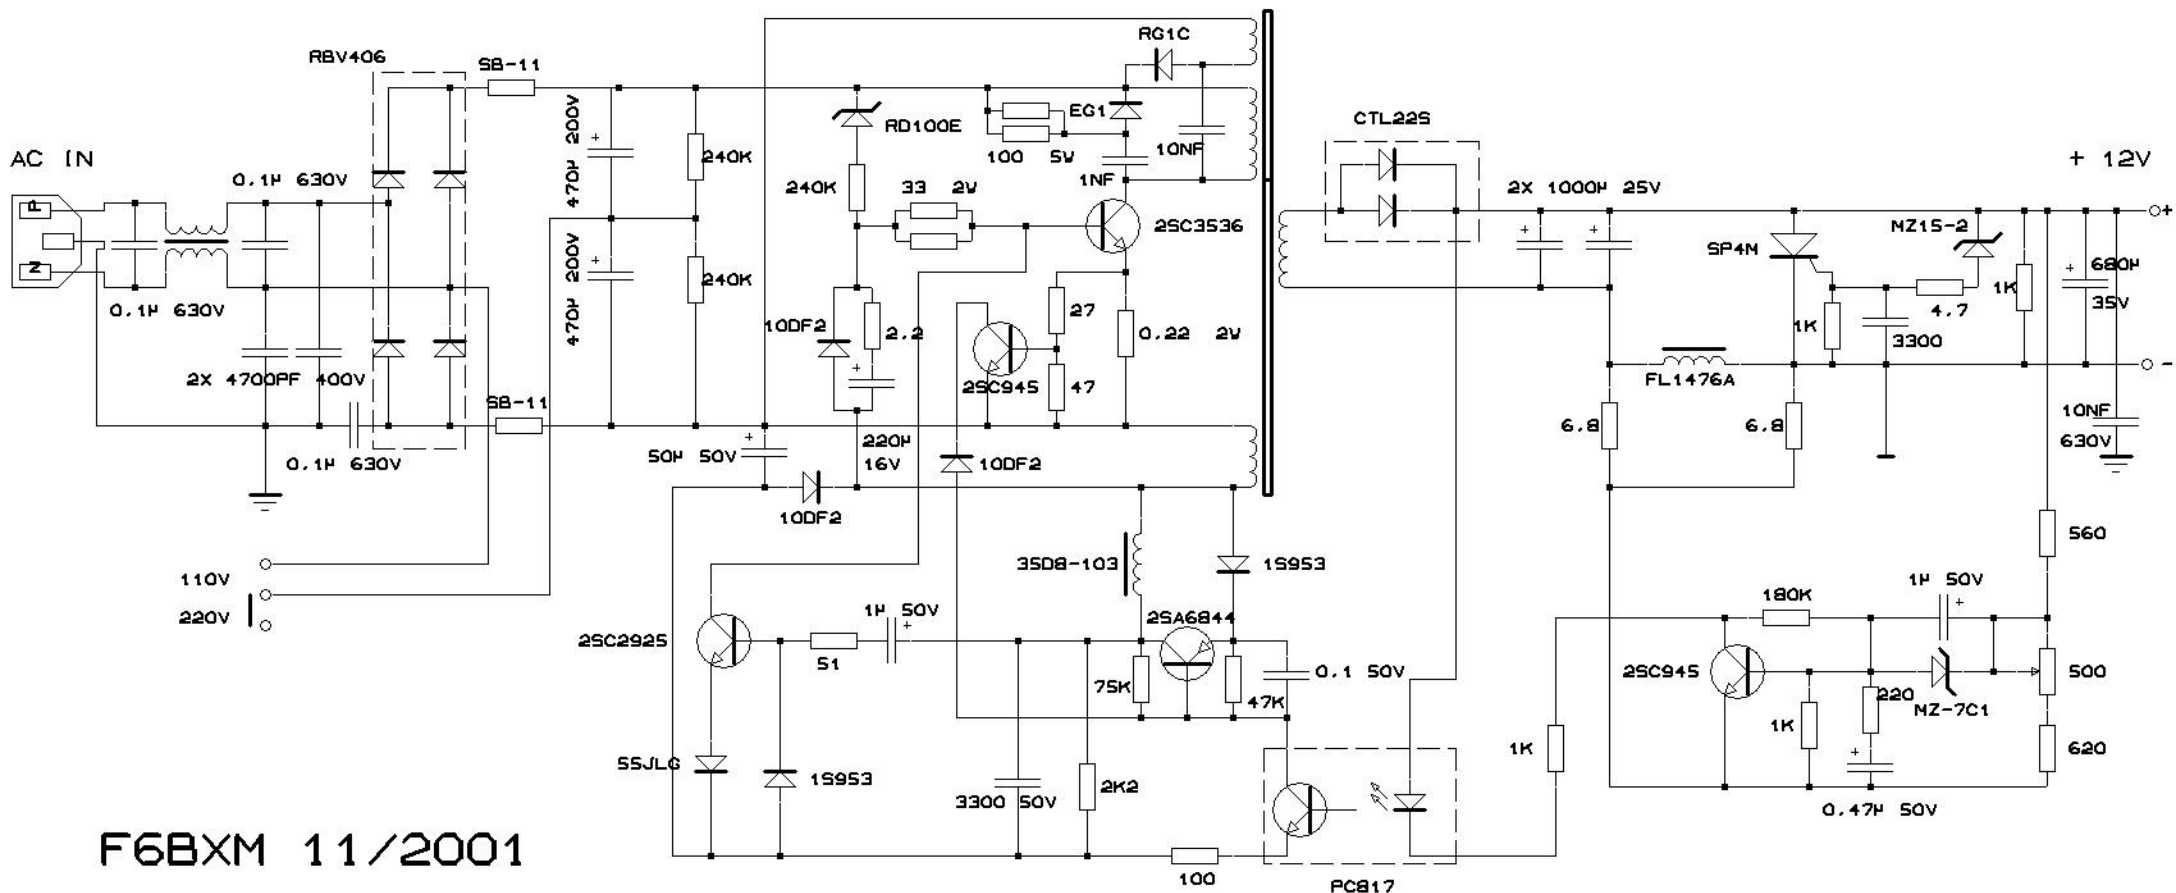 RBV406
SB-11
RG1C
AC IN
P
N
0.1µ 630V
0.1µ 630V
2X 4700PF 400V
0.1µ 630V
SB-11
470µ 200V
470µ 200V
240K
240K
RD100E
240K
33 2W
100 5W
EG1
1NF
10NF
2SC3536
10DF2
2.2
2SC945
27
47
0.22 2W
220µ
16V
50µ 50V
10DF2
10DF2
CTL22S
2X 1000µ 25V
+ 12V
+
SP4M
MZ15-2
1K
3300
4.7
1K
680µ
35V
-
FL1476A
6.8
6.8
10NF
630V
110V
220V
35D8-103
1S953
2SA6844
2SC2925
51
1µ 50V
75K
47K
0.1 50V
55JLG
1S953
3300 50V
2K2
100
PC817
1K
180K
1µ 50V
560
2SC945
1K
220
MZ-7C1
500
620
0.47µ 50V
F6BXM 11/2001